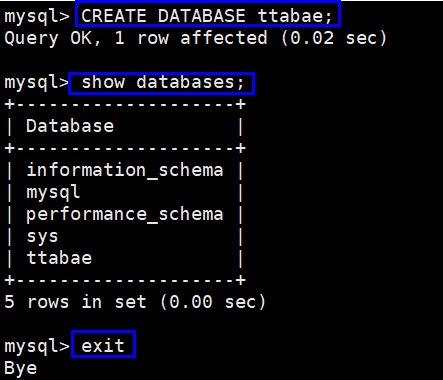 mysql> CREATE DATABASE ttabae;
Query OK, 1 row affected (0.02 sec)
mysql> show databases;
+--------------------+
| Database           |
+--------------------+
| information_schema |
| mysql              |
| performance_schema |
| sys                |
| ttabae             |
+--------------------+
5 rows in set (0.00 sec)
mysql> exit
Bye